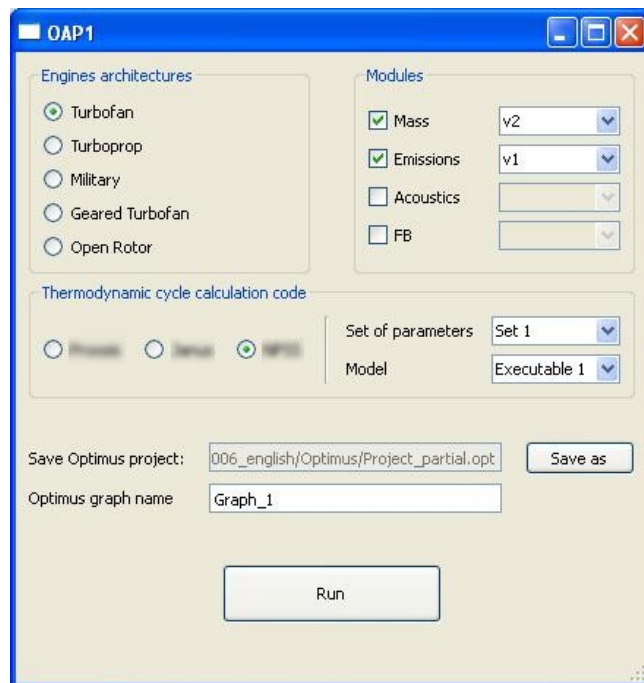 OAP1
Engines architectures
Turbofan
Turboprop
Military
Geared Turbofan
Open Rotor
Modules
Mass v2
Emissions v1
Acoustics
FB
Thermodynamic cycle calculation code
Set of parameters Set 1
Model Executable 1
Save Optimus project: 006_english/Optimus/Project_partial.opt Save as
Optimus graph name Graph_1
Run